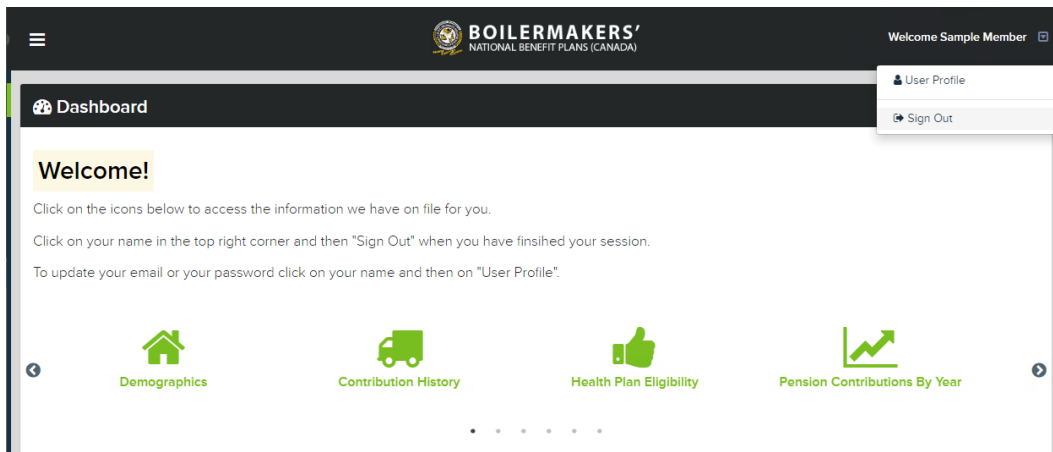 BOILERMAKERS'
NATIONAL BENEFIT PLANS (CANADA)
Welcome Sample Member
User Profile
Sign Out
Dashboard
Welcome!
Click on the icons below to access the information we have on file for you.
Click on your name in the top right corner and then "Sign Out" when you have finsihed your session.
To update your email or your password click on your name and then on "User Profile".
Demographics
Contribution History
Health Plan Eligibility
Pension Contributions By Year